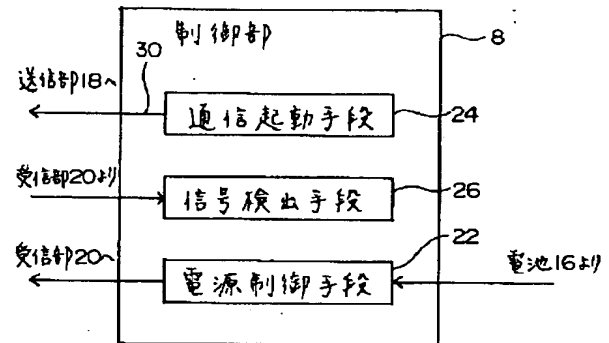 制御部
8
30
送信部18へ
通信起動手段
24
受信部20より
信号検出手段
26
受信部20へ
22
電源制御手段
電池16より